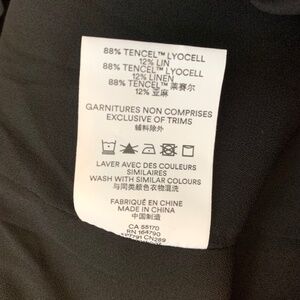 88% TENCEL™ LYOCELL
12% LIN
88% TENCEL™ LYOCELL
12% LINEN
88% TENCEL™ 莱赛尔
12% 亚麻
GARNITURES NON COMPRISES
EXCLUSIVE OF TRIMS
辅料除外
LAVER AVEC DES COULEURS
SIMILAIRES
WASH WITH SIMILAR COLOURS
与同类颜色衣物混洗
FABRIQUÉ EN CHINE
MADE IN CHINA
中国制造
CA 55170
RN 164790